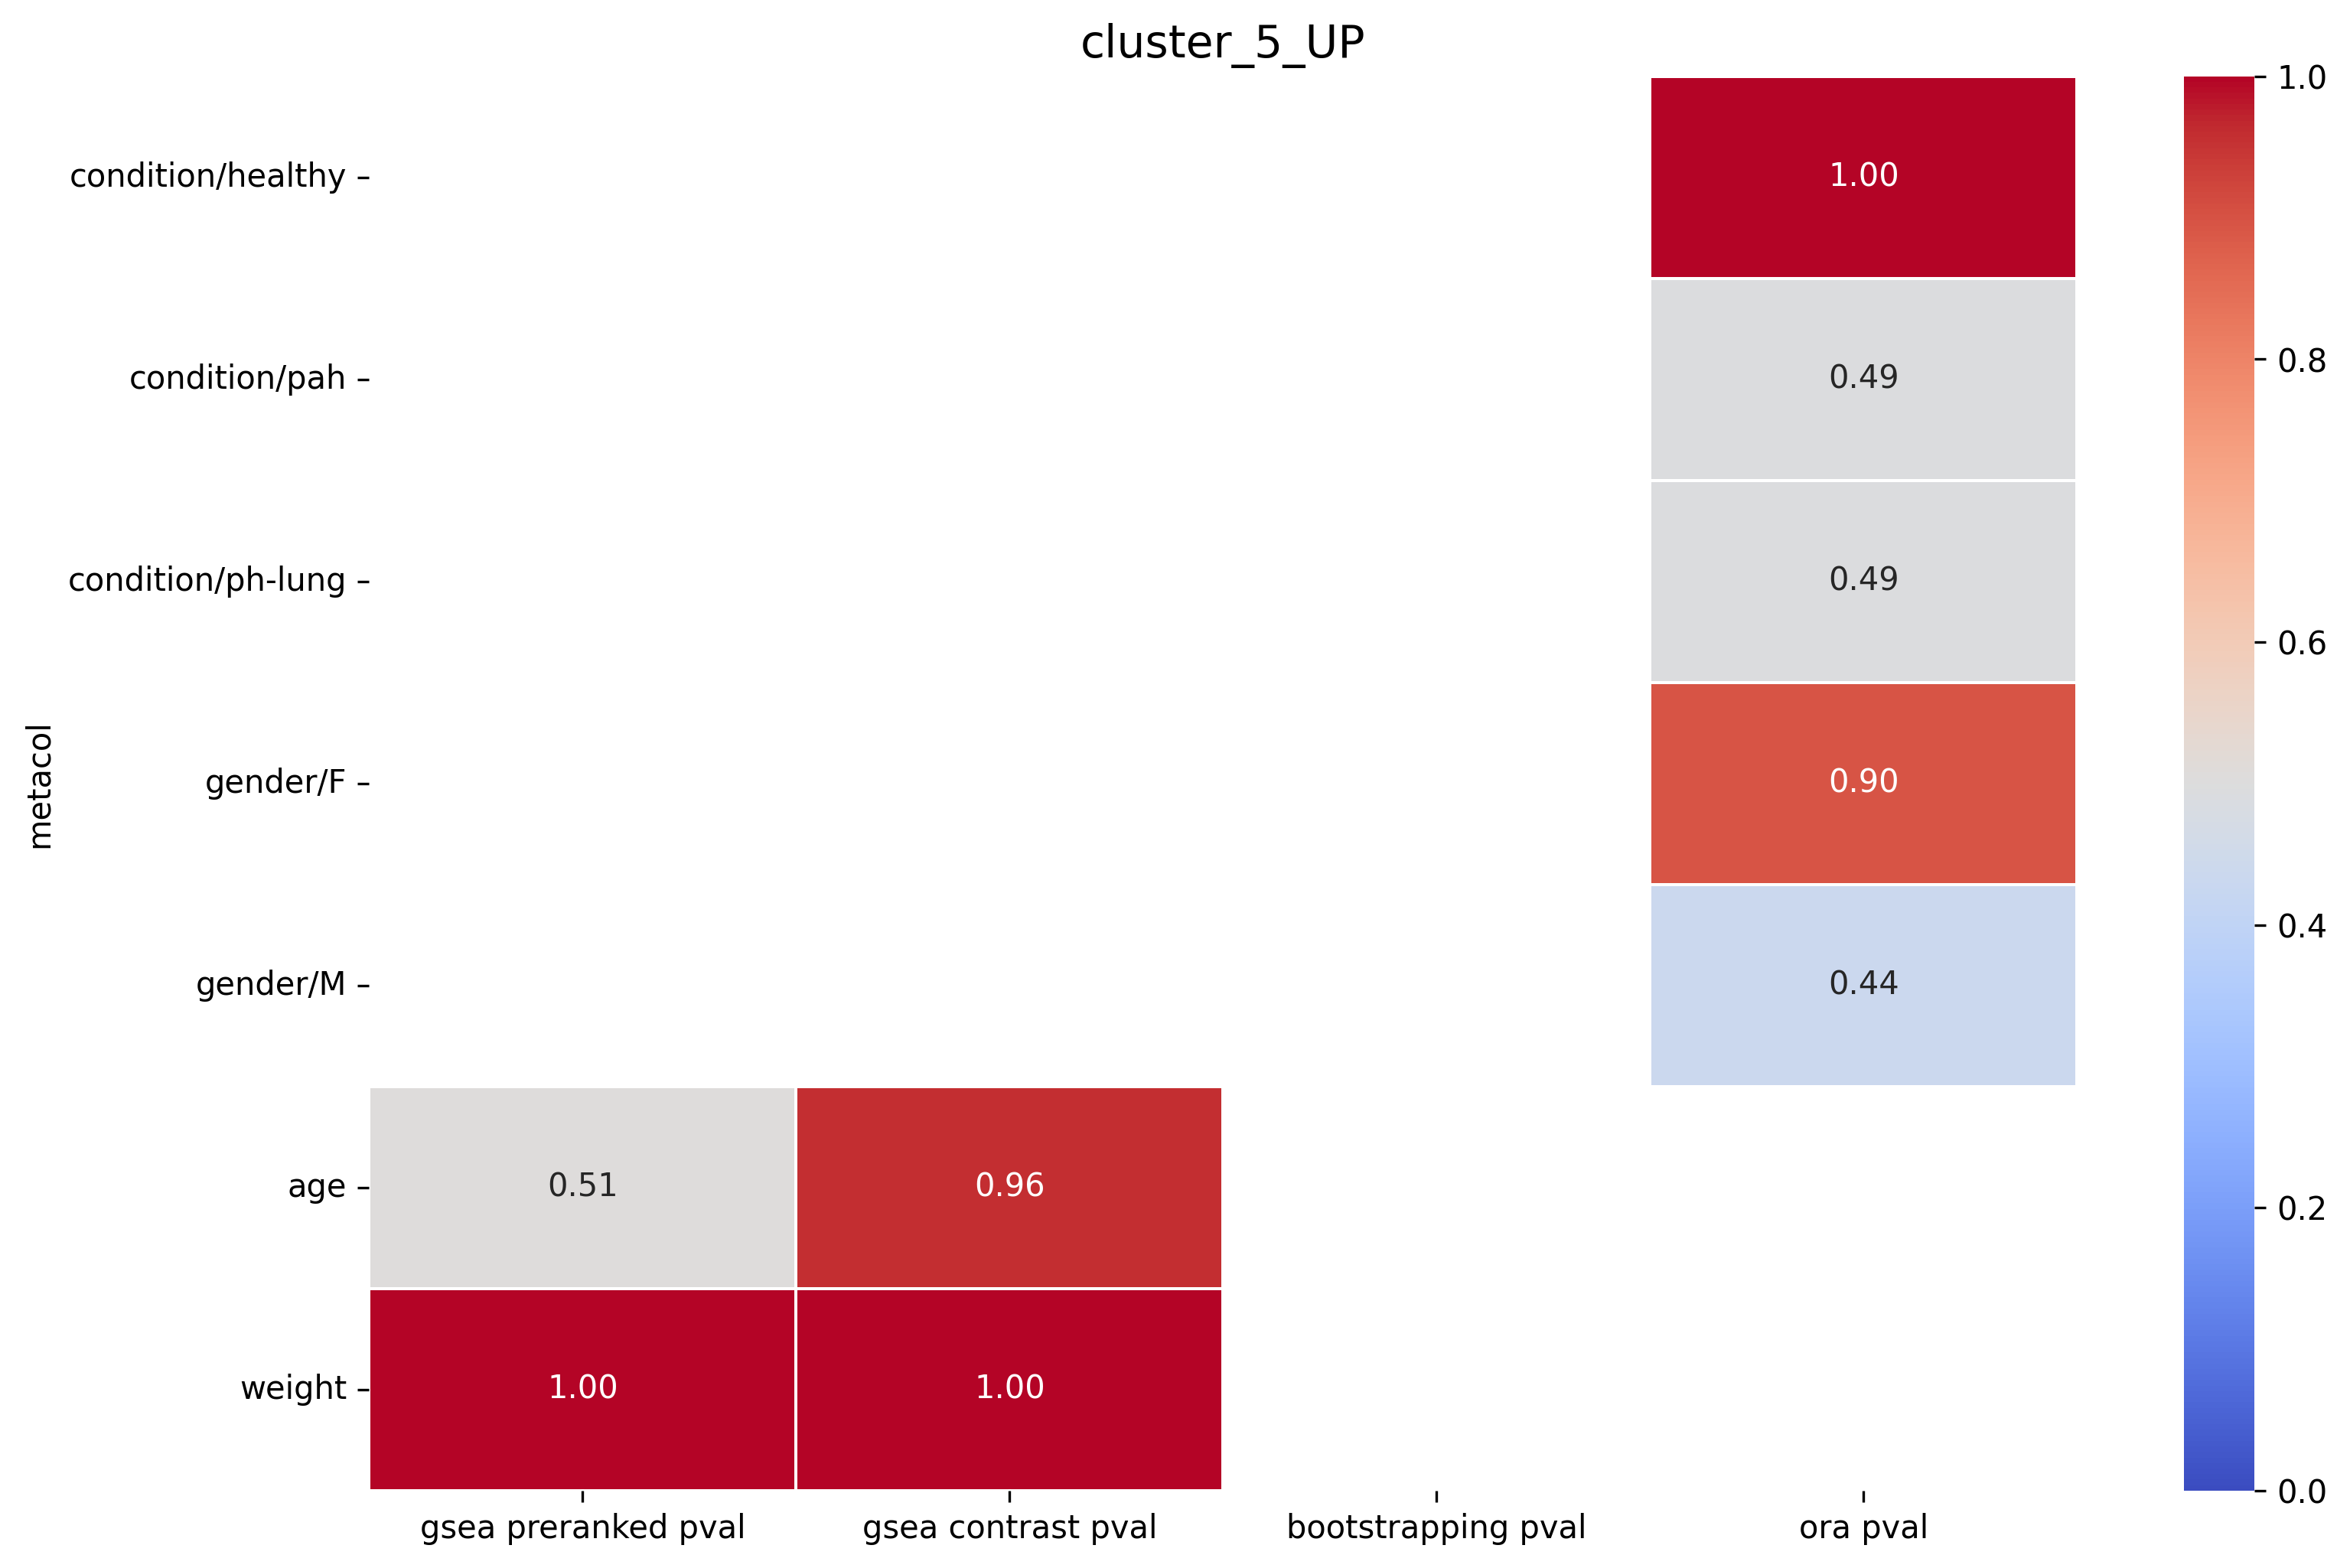 cluster_5_UP
condition/healthy
1.00
condition/pah
0.49
condition/ph-lung
0.49
gender/F
0.90
gender/M
0.44
age
0.51
0.96
weight
1.00
1.00
metacol
gsea preranked pval
gsea contrast pval
bootstrapping pval
ora pval
1.0
0.8
0.6
0.4
0.2
0.0